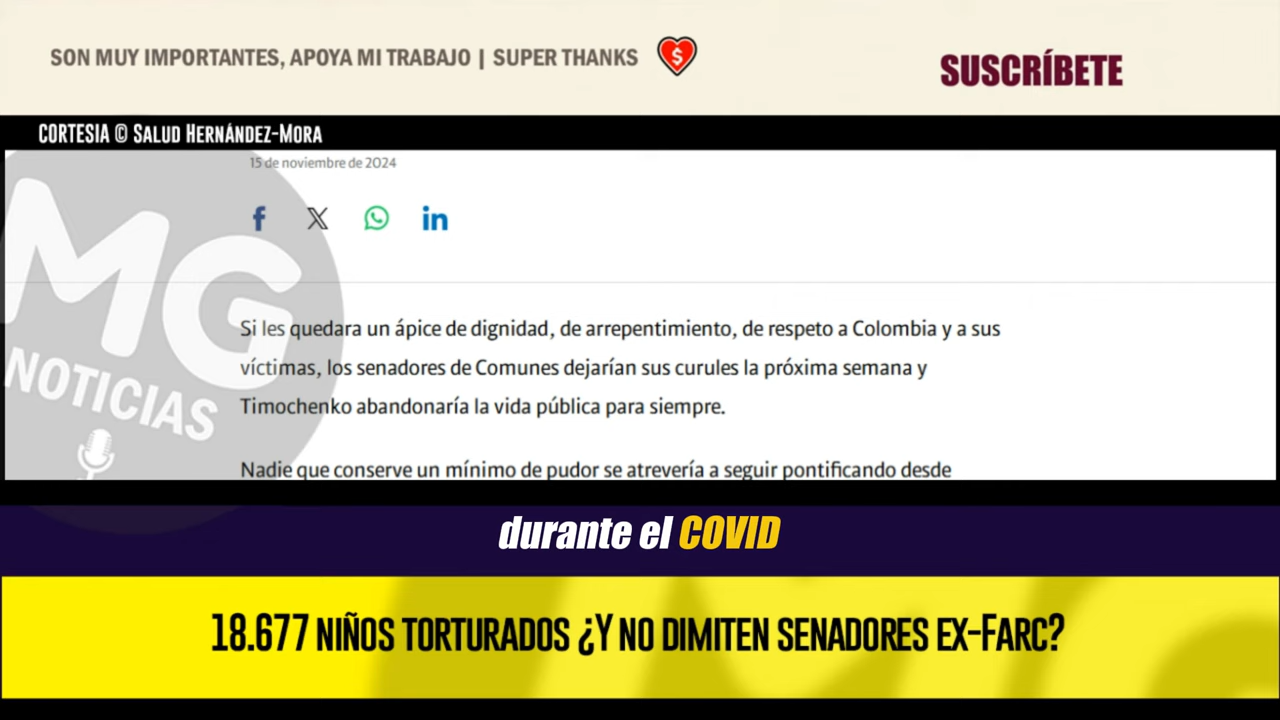 SON MUY IMPORTANTES, APOYA MI TRABAJO | SUPER THANKS
SUSCRÍBETE
CORTESIA © SALUD HERNÁNDEZ-MORA
15 de noviembre de 2024
Si les quedara un ápice de dignidad, de arrepentimiento, de respeto a Colombia y a sus
víctimas, los senadores de Comunes dejarían sus curules la próxima semana y
Timochenko abandonaría la vida pública para siempre.
Nadie que conserve un mínimo de pudor se atrevería a seguir pontificando desde
MG
NOTICIAS
durante el COVID
18.677 NIÑOS TORTURADOS ¿Y NO DIMITEN SENADORES EX-FARC?